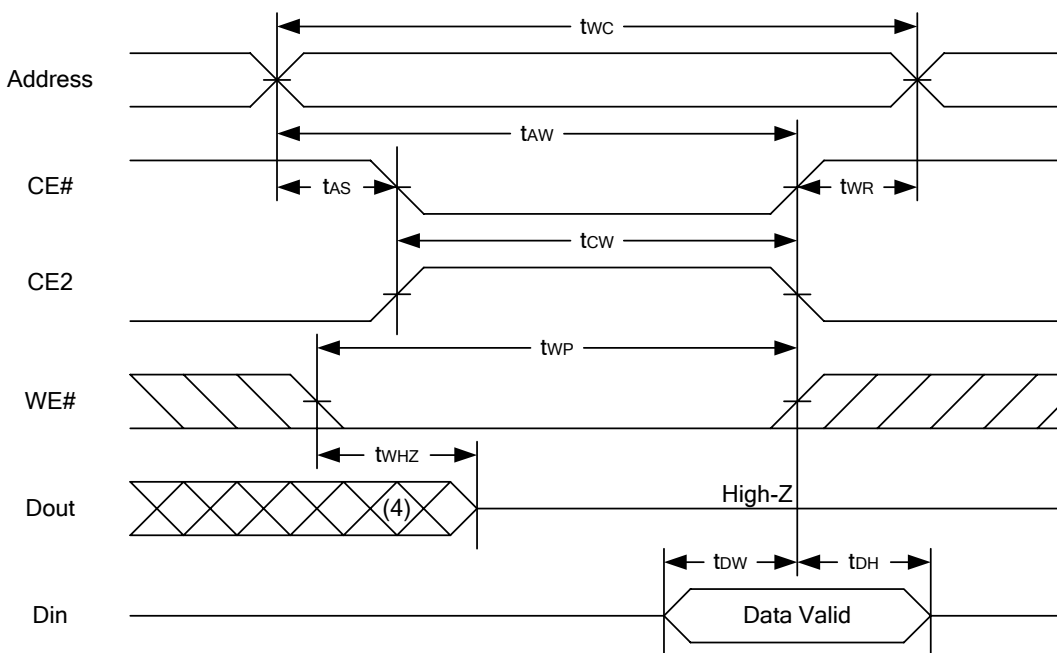 tWC
Address
tAW
CE#
tAS
tWR
tCW
CE2
tWP
WE#
tWHZ
Dout
(4)
High-Z
tDW
tDH
Din
Data Valid